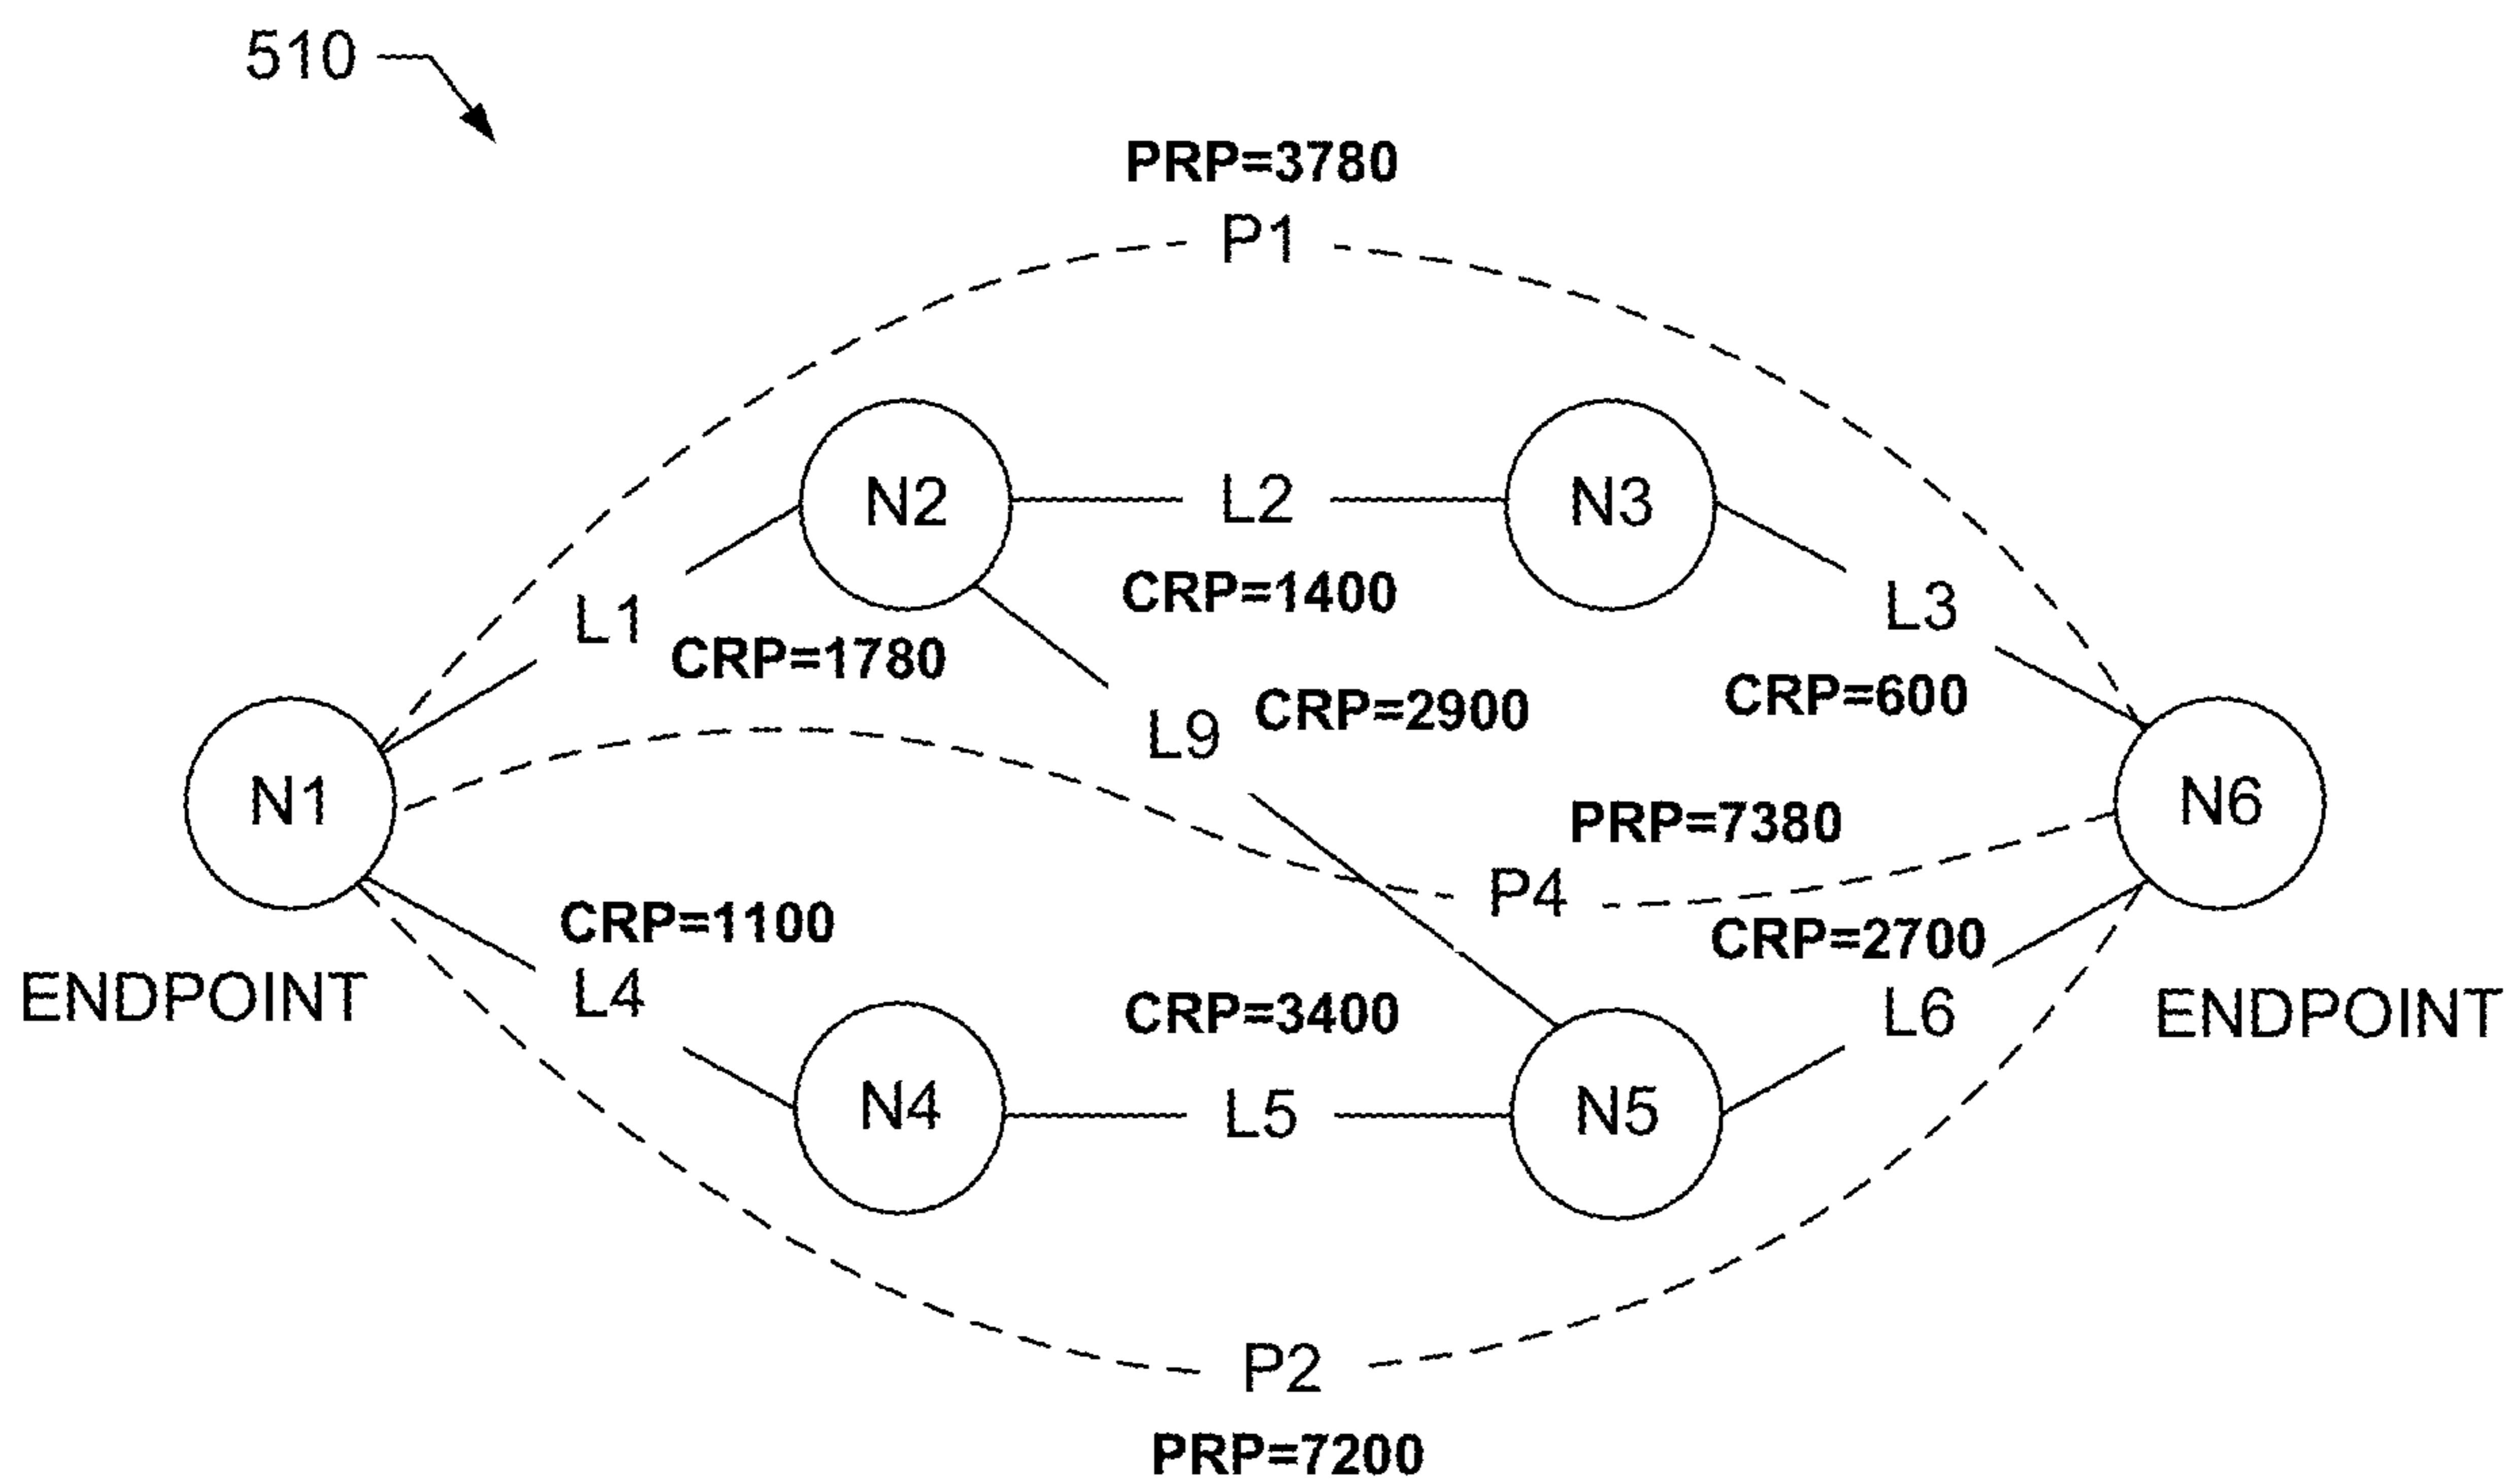 510
PRP=3780
P1
N2
L2
N3
CRP=1400
L1
L3
CRP=1780
CRP=600
L9
CRP=2900
N1
N6
PRP=7380
P4
CRP=1100
CRP=2700
ENDPOINT
L4
CRP=3400
L6
ENDPOINT
N4
L5
N5
P2
PRP=7200